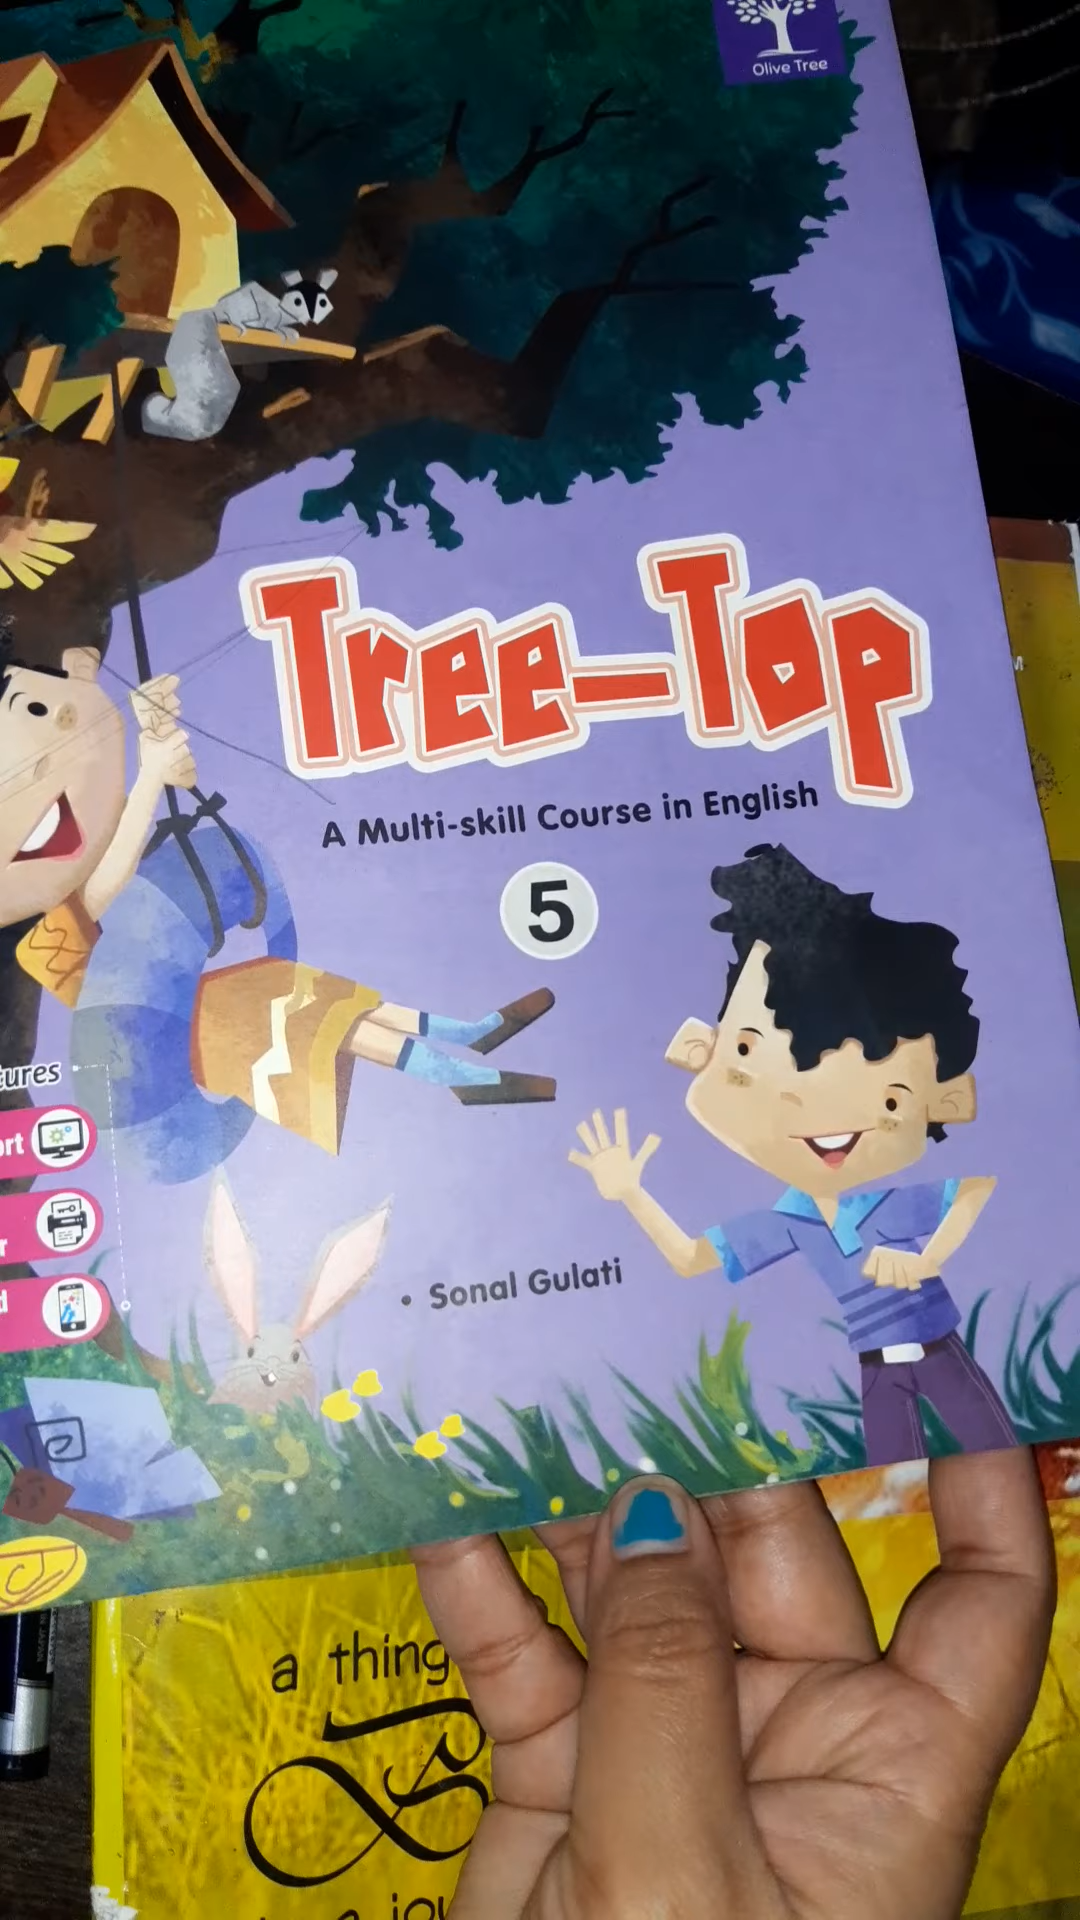 Olive Tree
Tree-Top
A Multi-skill Course in English
5
• Sonal Gulati
a thing